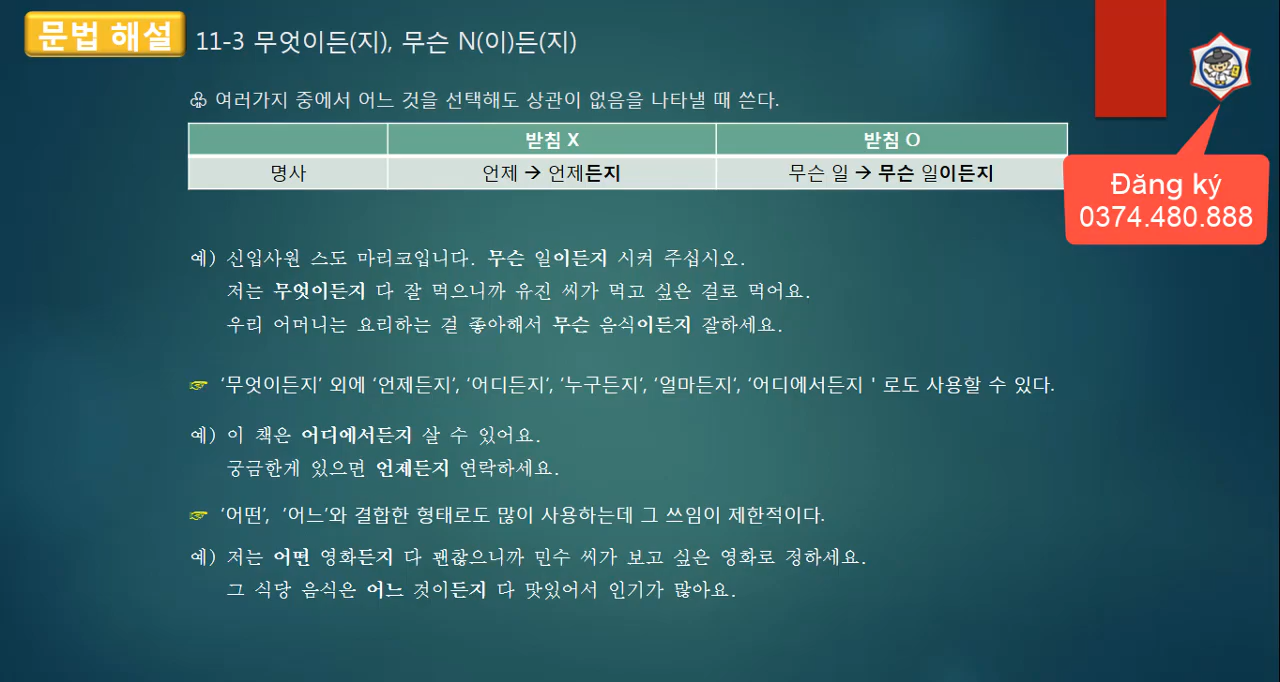 문법 해설
11-3 무엇이든(지), 무슨 N(이)든(지)
♧ 여러가지 중에서 어느 것을 선택해도 상관이 없음을 나타낼 때 쓴다.
받침 X 받침 O
명사 언제 → 언제든지 무슨 일 → 무슨 일이든지
Đăng ký
0374.480.888
예) 신입사원 스도 마리코입니다. 무슨 일이든지 시켜 주십시오.
저는 무엇이든지 다 잘 먹으니까 유진 씨가 먹고 싶은 걸로 먹어요.
우리 어머니는 요리하는 걸 좋아해서 무슨 음식이든지 잘하세요.
☞ ‘무엇이든지’ 외에 ‘언제든지’, ‘어디든지’, ‘누구든지’, ‘얼마든지‘, ‘어디에서든지 ' 로도 사용할 수 있다.
예) 이 책은 어디에서든지 살 수 있어요.
궁금한게 있으면 언제든지 연락하세요.
☞ ‘어떤’, ‘어느’와 결합한 형태로도 많이 사용하는데 그 쓰임이 제한적이다.
예) 저는 어떤 영화든지 다 괜찮으니까 민수 씨가 보고 싶은 영화로 정하세요.
그 식당 음식은 어느 것이든지 다 맛있어서 인기가 많아요.